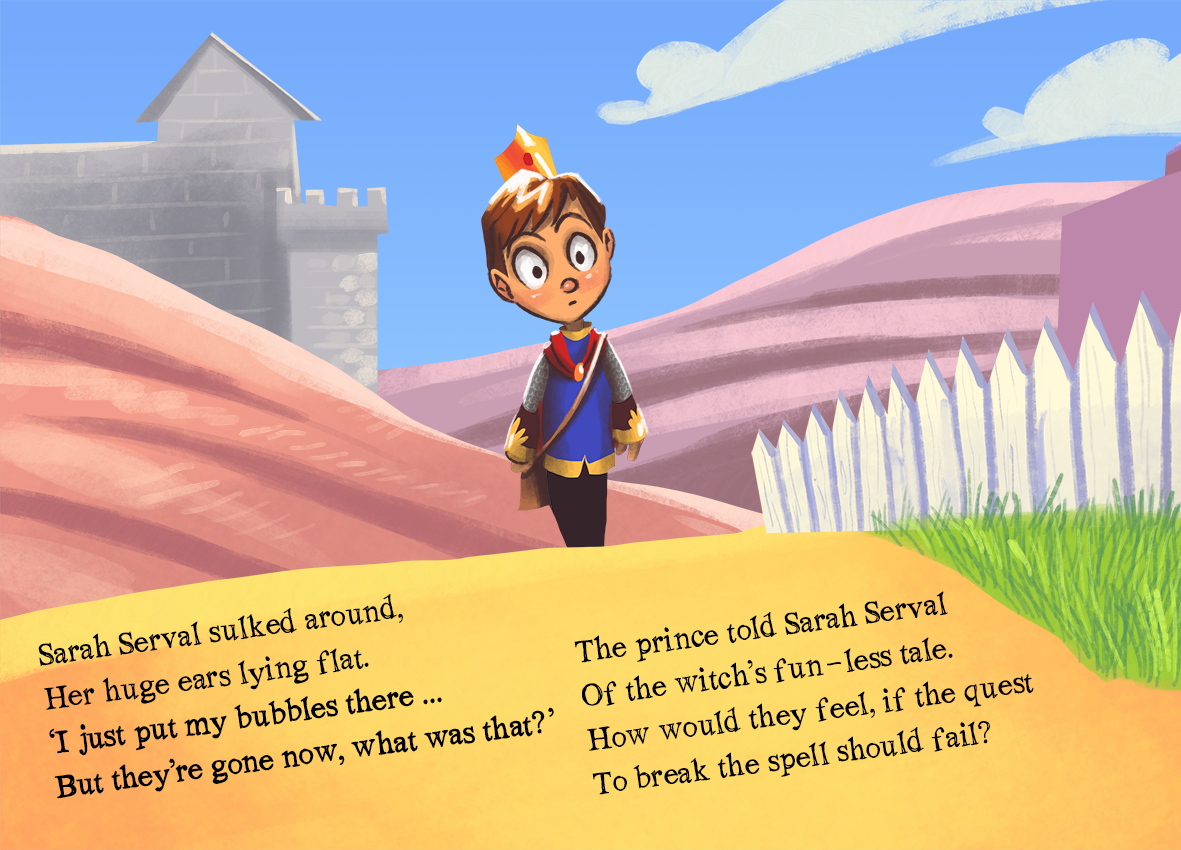 Sarah Serval sulked around,
Her huge ears lying flat.
‘I just put my bubbles there ...
But they’re gone now, what was that?’
The prince told Sarah Serval
Of the witch’s fun-less tale.
How would they feel, if the quest
To break the spell should fail?